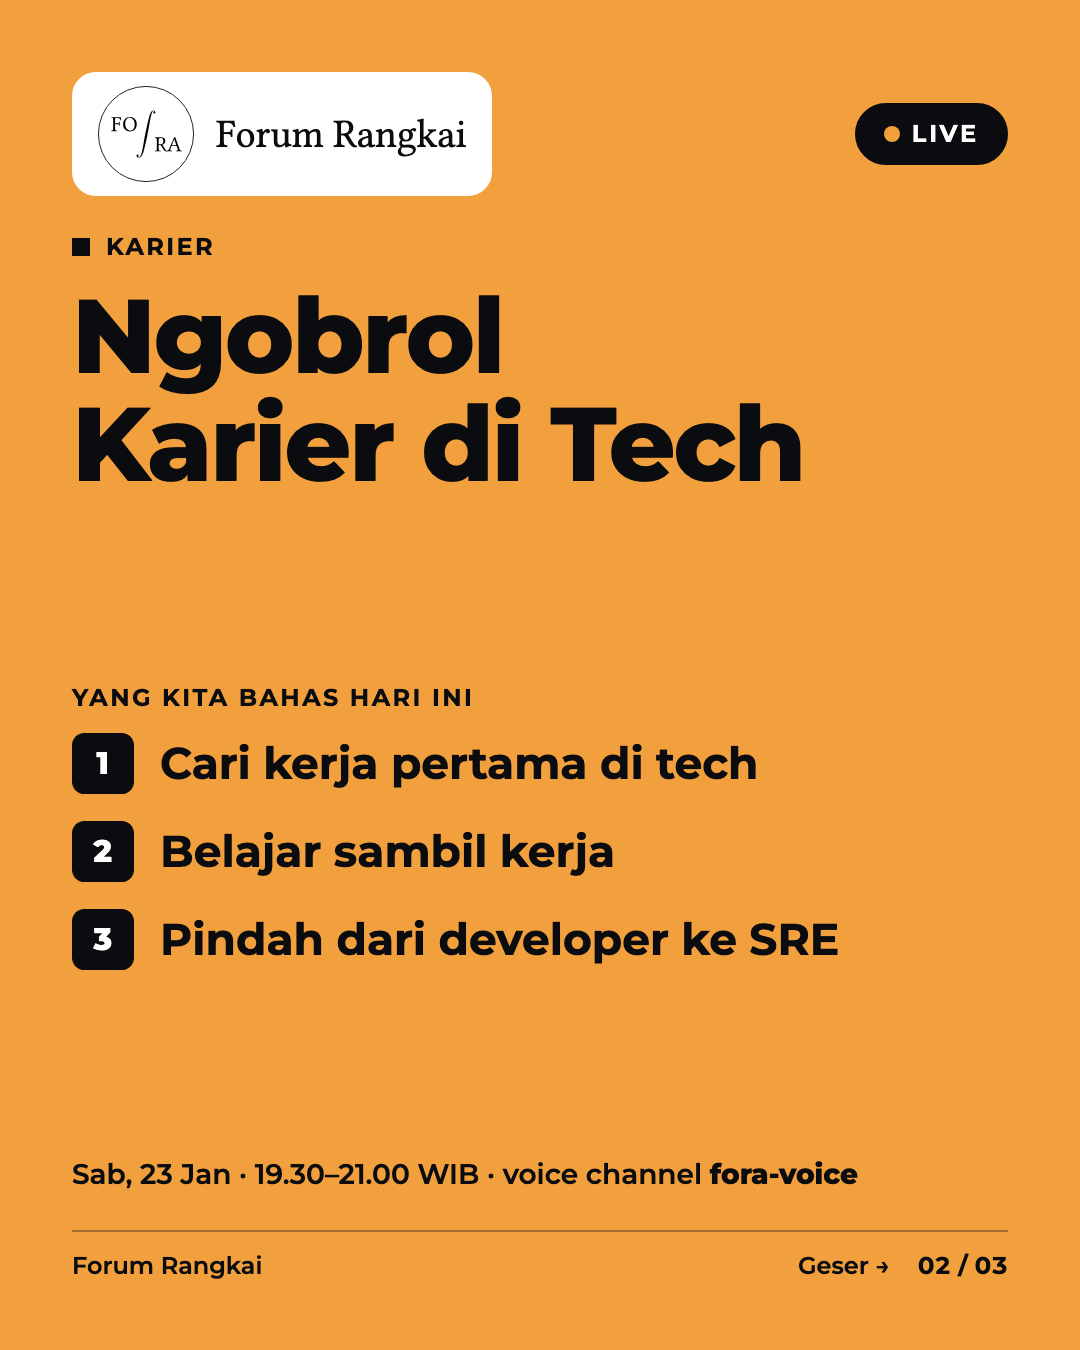 FO
RA
Forum Rangkai
LIVE
KARIER
Ngobrol
Karier di Tech
YANG KITA BAHAS HARI INI
1 Cari kerja pertama di tech
2 Belajar sambil kerja
3 Pindah dari developer ke SRE
Sab, 23 Jan · 19.30–21.00 WIB · voice channel fora-voice
Forum Rangkai
Geser → 02 / 03